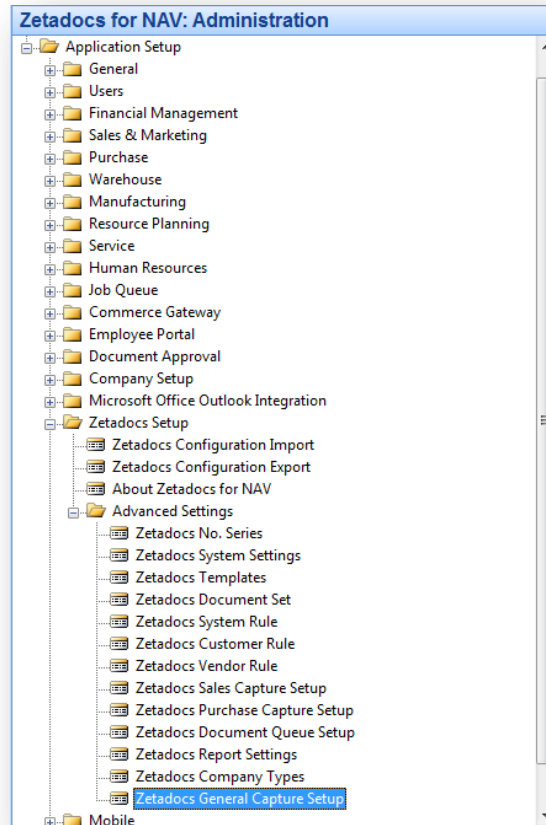 Zetadocs for NAV: Administration
Application Setup
General
Users
Financial Management
Sales & Marketing
Purchase
Warehouse
Manufacturing
Resource Planning
Service
Human Resources
Job Queue
Commerce Gateway
Employee Portal
Document Approval
Company Setup
Microsoft Office Outlook Integration
Zetadocs Setup
Zetadocs Configuration Import
Zetadocs Configuration Export
About Zetadocs for NAV
Advanced Settings
Zetadocs No. Series
Zetadocs System Settings
Zetadocs Templates
Zetadocs Document Set
Zetadocs System Rule
Zetadocs Customer Rule
Zetadocs Vendor Rule
Zetadocs Sales Capture Setup
Zetadocs Purchase Capture Setup
Zetadocs Document Queue Setup
Zetadocs Report Settings
Zetadocs Company Types
Zetadocs General Capture Setup
Mobile